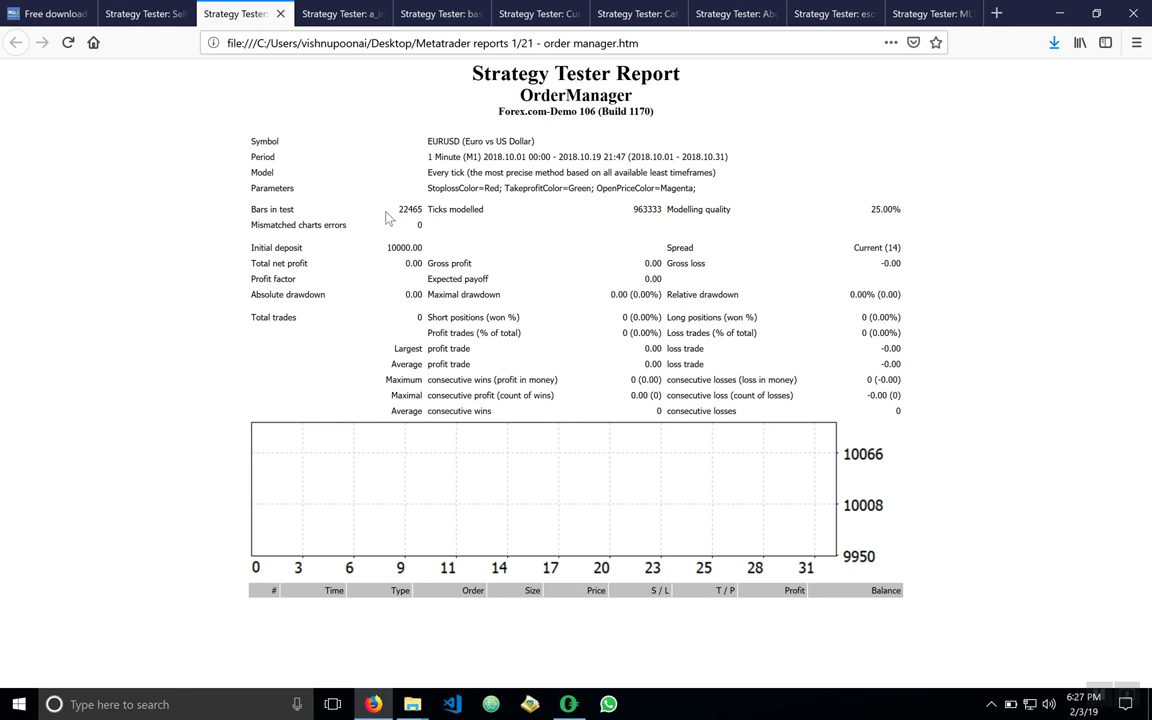 Free download
Strategy Tester: Sel
Strategy Tester:
Strategy Tester: a_i
Strategy Tester: bas
Strategy Tester: Cu
Strategy Tester: Cal
Strategy Tester: Abc
Strategy Tester: esc
Strategy Tester: ML
file:///C:/Users/vishnupoonai/Desktop/Metatrader reports 1/21 - order manager.htm
Strategy Tester Report
OrderManager
Forex.com-Demo 106 (Build 1170)
Symbol EURUSD (Euro vs US Dollar)
Period 1 Minute (M1) 2018.10.01 00:00 - 2018.10.19 21:47 (2018.10.01 - 2018.10.31)
Model Every tick (the most precise method based on all available least timeframes)
Parameters StoplossColor=Red; TakeprofitColor=Green; OpenPriceColor=Magenta;
Bars in test 22465 Ticks modelled 963333 Modelling quality 25.00%
Mismatched charts errors 0
Initial deposit 10000.00 Spread Current (14)
Total net profit 0.00 Gross profit 0.00 Gross loss -0.00
Profit factor Expected payoff 0.00
Absolute drawdown 0.00 Maximal drawdown 0.00 (0.00%) Relative drawdown 0.00% (0.00)
Total trades 0 Short positions (won %) 0 (0.00%) Long positions (won %) 0 (0.00%)
Profit trades (% of total) 0 (0.00%) Loss trades (% of total) 0 (0.00%)
Largest profit trade 0.00 loss trade -0.00
Average profit trade 0.00 loss trade -0.00
Maximum consecutive wins (profit in money) 0 (0.00) consecutive losses (loss in money) 0 (-0.00)
Maximal consecutive profit (count of wins) 0.00 (0) consecutive loss (count of losses) -0.00 (0)
Average consecutive wins 0 consecutive losses 0
10066
10008
9950
0 3 6 9 11 14 17 20 23 25 28 31
# Time Type Order Size Price S / L T / P Profit Balance
Type here to search
6:27 PM
2/3/19